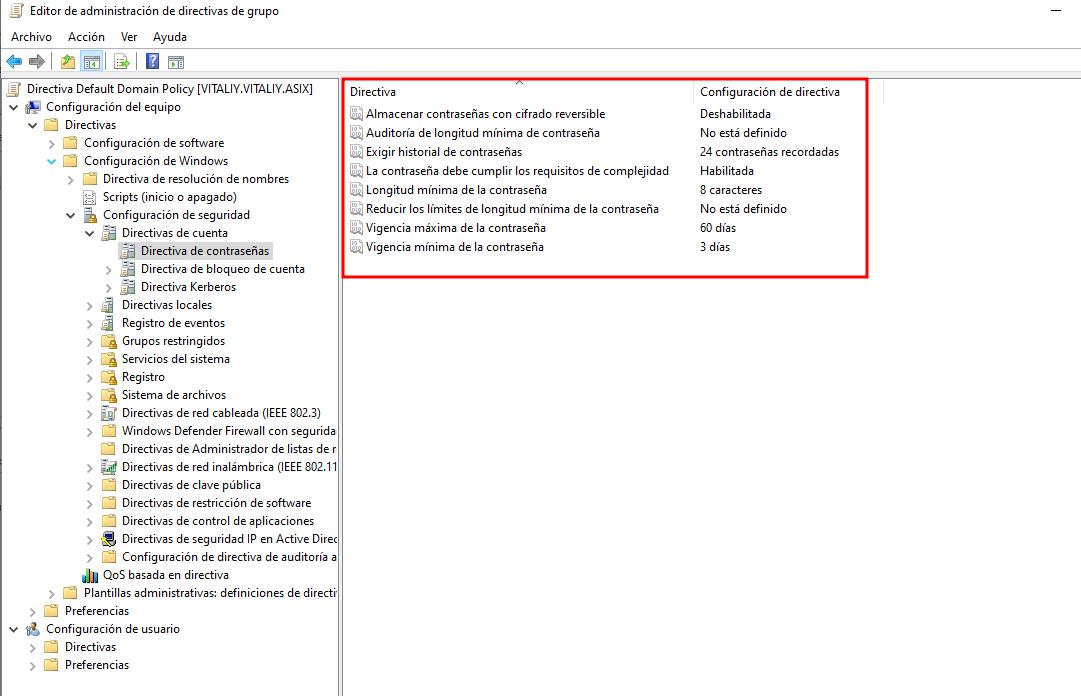 Editor de administración de directivas de grupo
Archivo Acción Ver Ayuda
Directiva Default Domain Policy [VITALIY.VITALIY.ASIX]
Configuración del equipo
Directivas
Configuración de software
Configuración de Windows
Directiva de resolución de nombres
Scripts (inicio o apagado)
Configuración de seguridad
Directivas de cuenta
Directiva de contraseñas
Directiva de bloqueo de cuenta
Directiva Kerberos
Directivas locales
Registro de eventos
Grupos restringidos
Servicios del sistema
Registro
Sistema de archivos
Directivas de red cableada (IEEE 802.3)
Windows Defender Firewall con segurida
Directivas de Administrador de listas de r
Directivas de red inalámbrica (IEEE 802.11
Directivas de clave pública
Directivas de restricción de software
Directivas de control de aplicaciones
Directivas de seguridad IP en Active Direc
Configuración de directiva de auditoría a
QoS basada en directiva
Plantillas administrativas: definiciones de directi
Preferencias
Configuración de usuario
Directivas
Preferencias
Directiva Configuración de directiva
Almacenar contraseñas con cifrado reversible Deshabilitada
Auditoría de longitud mínima de contraseña No está definido
Exigir historial de contraseñas 24 contraseñas recordadas
La contraseña debe cumplir los requisitos de complejidad Habilitada
Longitud mínima de la contraseña 8 caracteres
Reducir los límites de longitud mínima de la contraseña No está definido
Vigencia máxima de la contraseña 60 días
Vigencia mínima de la contraseña 3 días